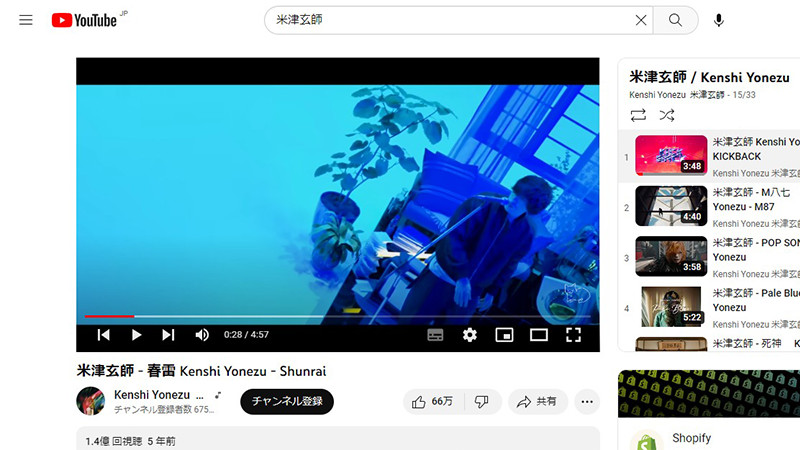 YouTube JP
米津玄師
0:28 / 4:57
米津玄師 - 春雷 Kenshi Yonezu - Shunrai
Kenshi Yonezu ...
チャンネル登録者数 675...
チャンネル登録
66万
共有
1.4億 回視聴 5 年前
米津玄師 / Kenshi Yonezu
Kenshi Yonezu 米津玄師 - 15/33
1
3:48
米津玄師 Kenshi Yo
KICKBACK
Kenshi Yonezu 米津玄
2
4:40
米津玄師 - M八七
Yonezu - M87
Kenshi Yonezu 米津玄
3
3:58
米津玄師 - POP SON
Yonezu
Kenshi Yonezu 米津玄
4
5:22
米津玄師 - Pale Blue
Yonezu
Kenshi Yonezu 米津玄
米津玄師 - 死神 K
Shopify